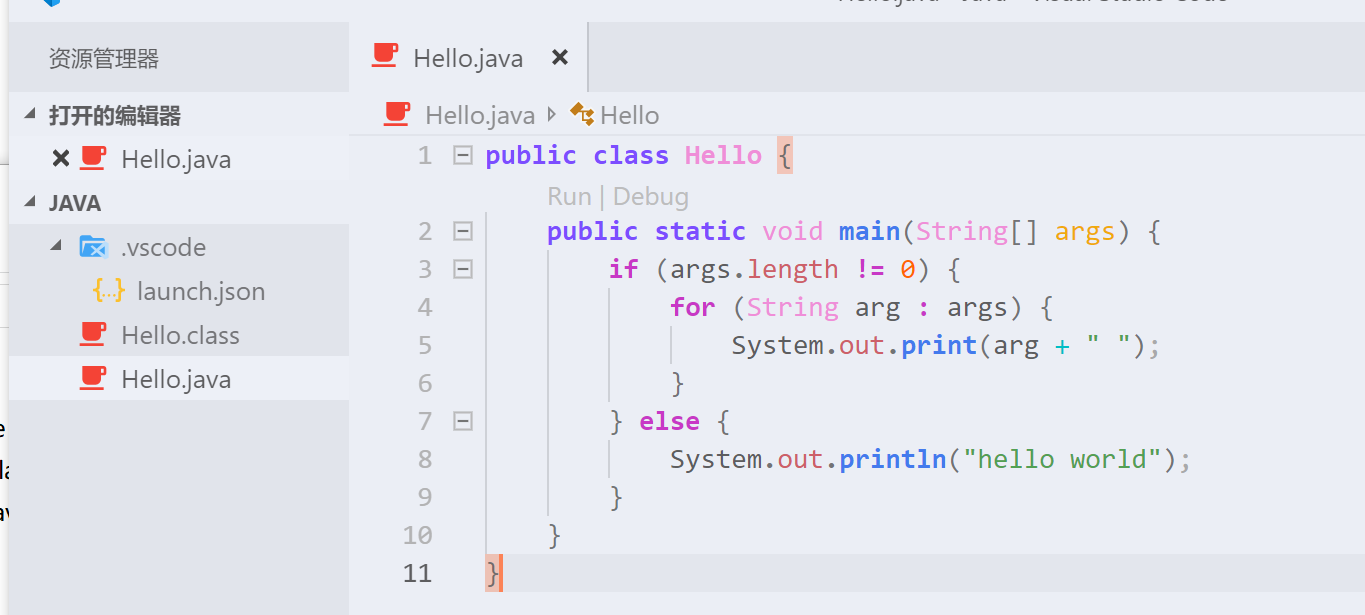 资源管理器
打开的编辑器
Hello.java
JAVA
.vscode
launch.json
Hello.class
Hello.java
Hello.java
Hello.java Hello
1 public class Hello {
Run | Debug
2 public static void main(String[] args) {
3 if (args.length != 0) {
4 for (String arg : args) {
5 System.out.print(arg + " ");
6 }
7 } else {
8 System.out.println("hello world");
9 }
10 }
11 }